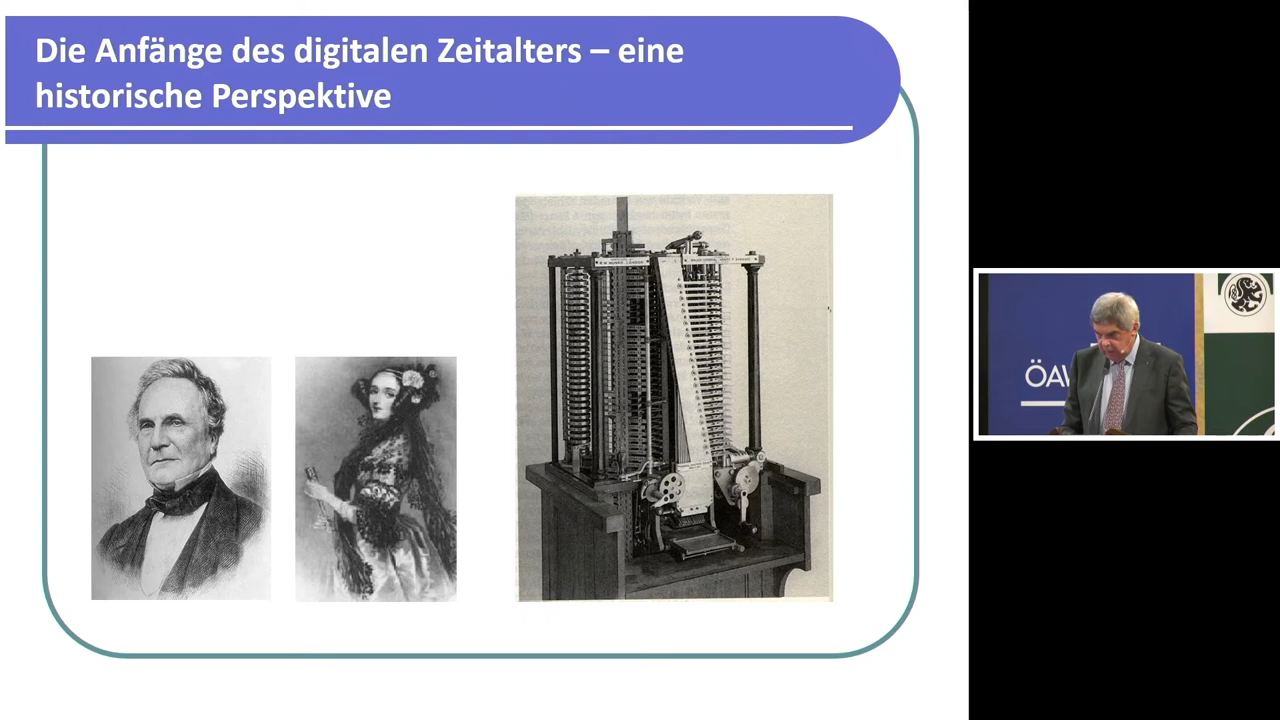 Die Anfänge des digitalen Zeitalters – eine
historische Perspektive
ÖAW